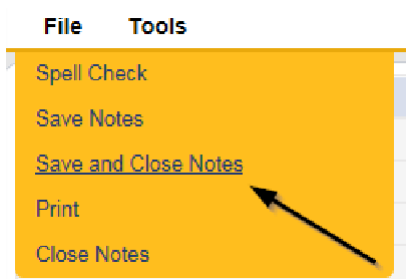 File Tools
Spell Check
Save Notes
Save and Close Notes
Print
Close Notes